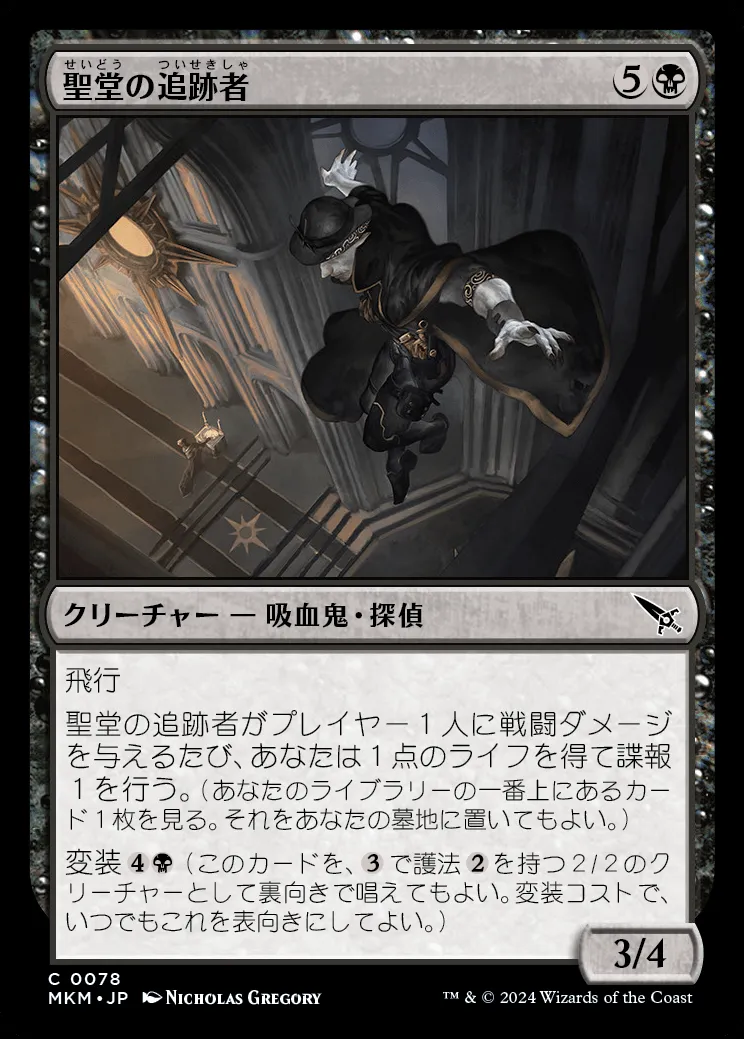 せいどう ついせきしゃ
聖堂の追跡者 5
クリーチャー — 吸血鬼・探偵
飛行
聖堂の追跡者がプレイヤー1人に戦闘ダメージ
を与えるたび、あなたは1点のライフを得て諜報
1を行う。(あなたのライブラリーの一番上にあるカー
ド1枚を見る。それをあなたの墓地に置いてもよい。)
変装 4 (このカードを、3 で護法 2 を持つ2/2のク
リーチャーとして裏向きで唱えてもよい。変装コストで、
いつでもこれを表向きにしてよい。)
3/4
C 0078
MKM • JP NICHOLAS GREGORY
™ & © 2024 Wizards of the Coast